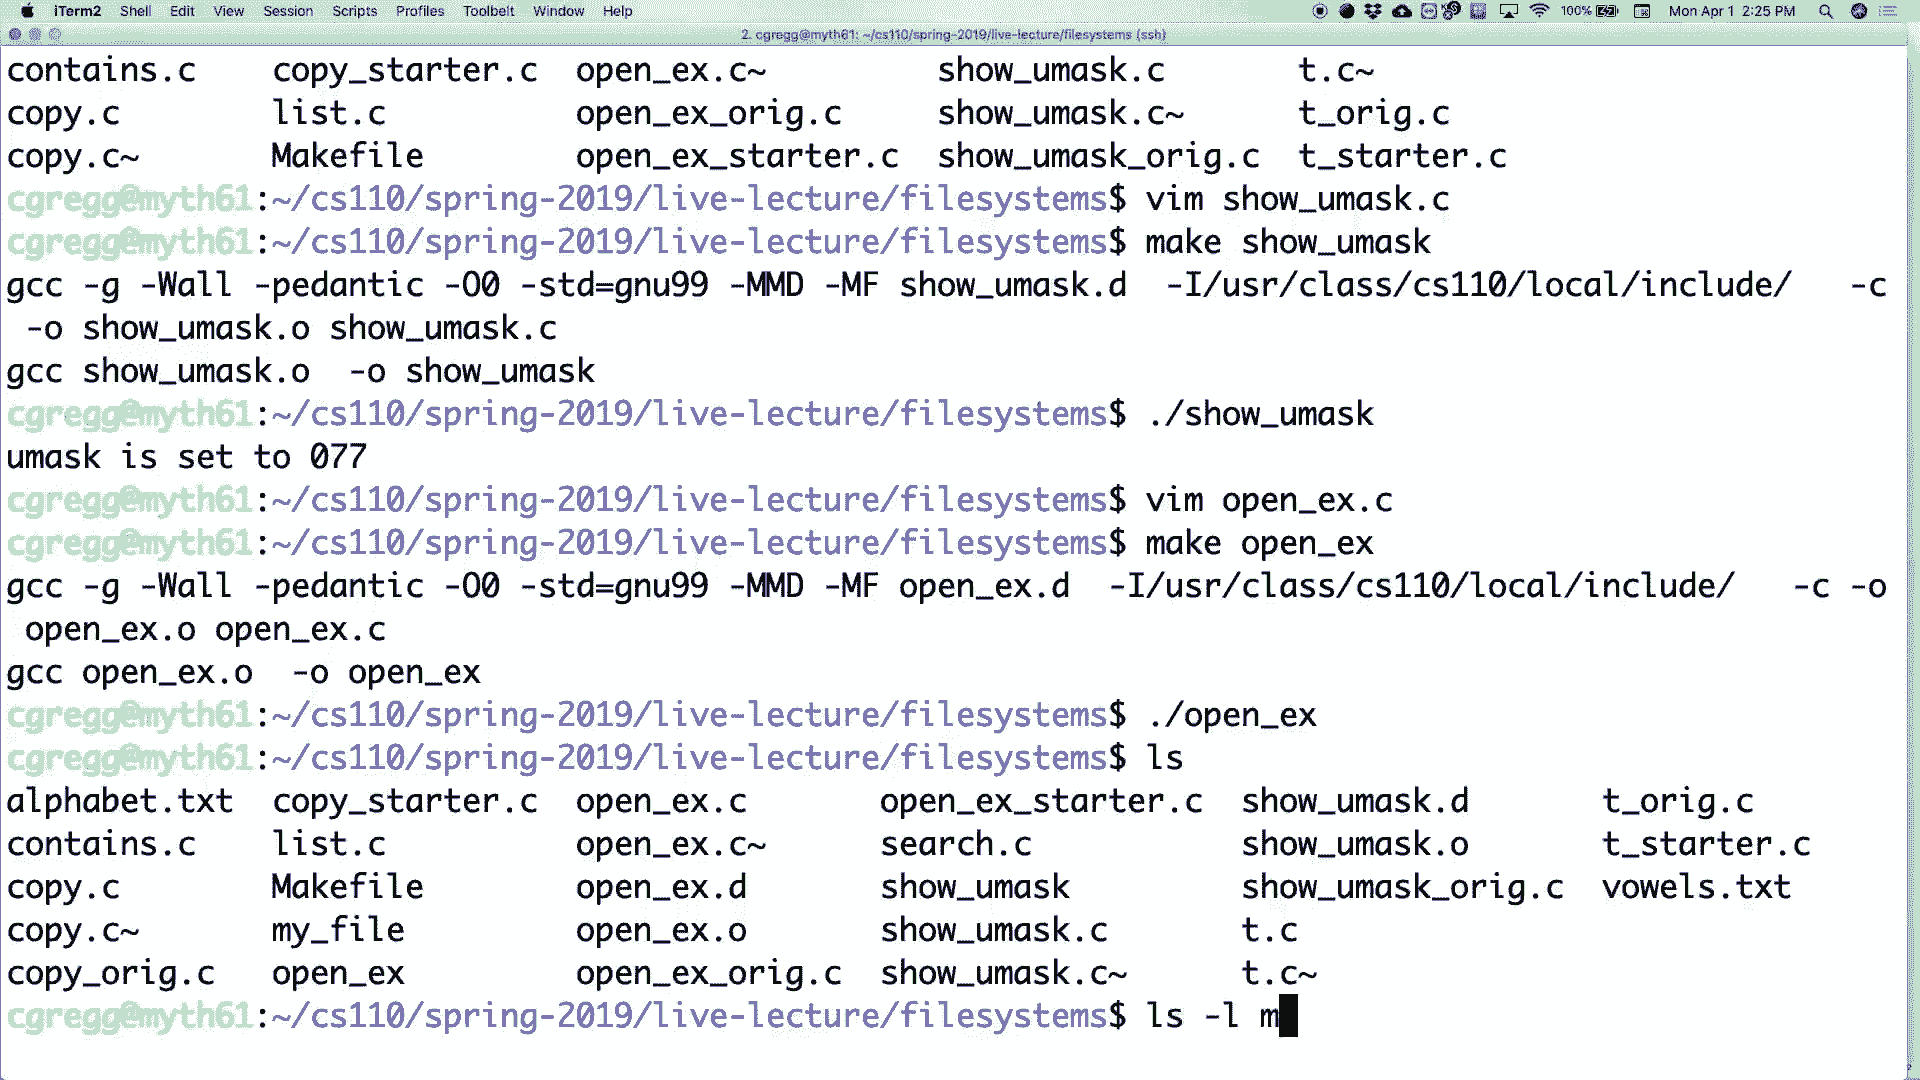 iTerm2 Shell Edit View Session Scripts Profiles Toolbelt Window Help 100% Mon Apr 1 2:25 PM
2. cgregg@myth61: ~/cs110/spring-2019/live-lecture/filesystems (ssh)
contains.c copy_starter.c open_ex.c~ show_umask.c t.c~
copy.c list.c open_ex_orig.c show_umask.c~ t_orig.c
copy.c~ Makefile open_ex_starter.c show_umask_orig.c t_starter.c
cgregg@myth61:~/cs110/spring-2019/live-lecture/filesystems$ vim show_umask.c
cgregg@myth61:~/cs110/spring-2019/live-lecture/filesystems$ make show_umask
gcc -g -Wall -pedantic -O0 -std=gnu99 -MMD -MF show_umask.d -I/usr/class/cs110/local/include/ -c
-o show_umask.o show_umask.c
gcc show_umask.o -o show_umask
cgregg@myth61:~/cs110/spring-2019/live-lecture/filesystems$ ./show_umask
umask is set to 077
cgregg@myth61:~/cs110/spring-2019/live-lecture/filesystems$ vim open_ex.c
cgregg@myth61:~/cs110/spring-2019/live-lecture/filesystems$ make open_ex
gcc -g -Wall -pedantic -O0 -std=gnu99 -MMD -MF open_ex.d -I/usr/class/cs110/local/include/ -c -o
open_ex.o open_ex.c
gcc open_ex.o -o open_ex
cgregg@myth61:~/cs110/spring-2019/live-lecture/filesystems$ ./open_ex
cgregg@myth61:~/cs110/spring-2019/live-lecture/filesystems$ ls
alphabet.txt copy_starter.c open_ex.c open_ex_starter.c show_umask.d t_orig.c
contains.c list.c open_ex.c~ search.c show_umask.o t_starter.c
copy.c Makefile open_ex.d show_umask show_umask_orig.c vowels.txt
copy.c~ my_file open_ex.o show_umask.c t.c
copy_orig.c open_ex open_ex_orig.c show_umask.c~ t.c~
cgregg@myth61:~/cs110/spring-2019/live-lecture/filesystems$ ls -l m